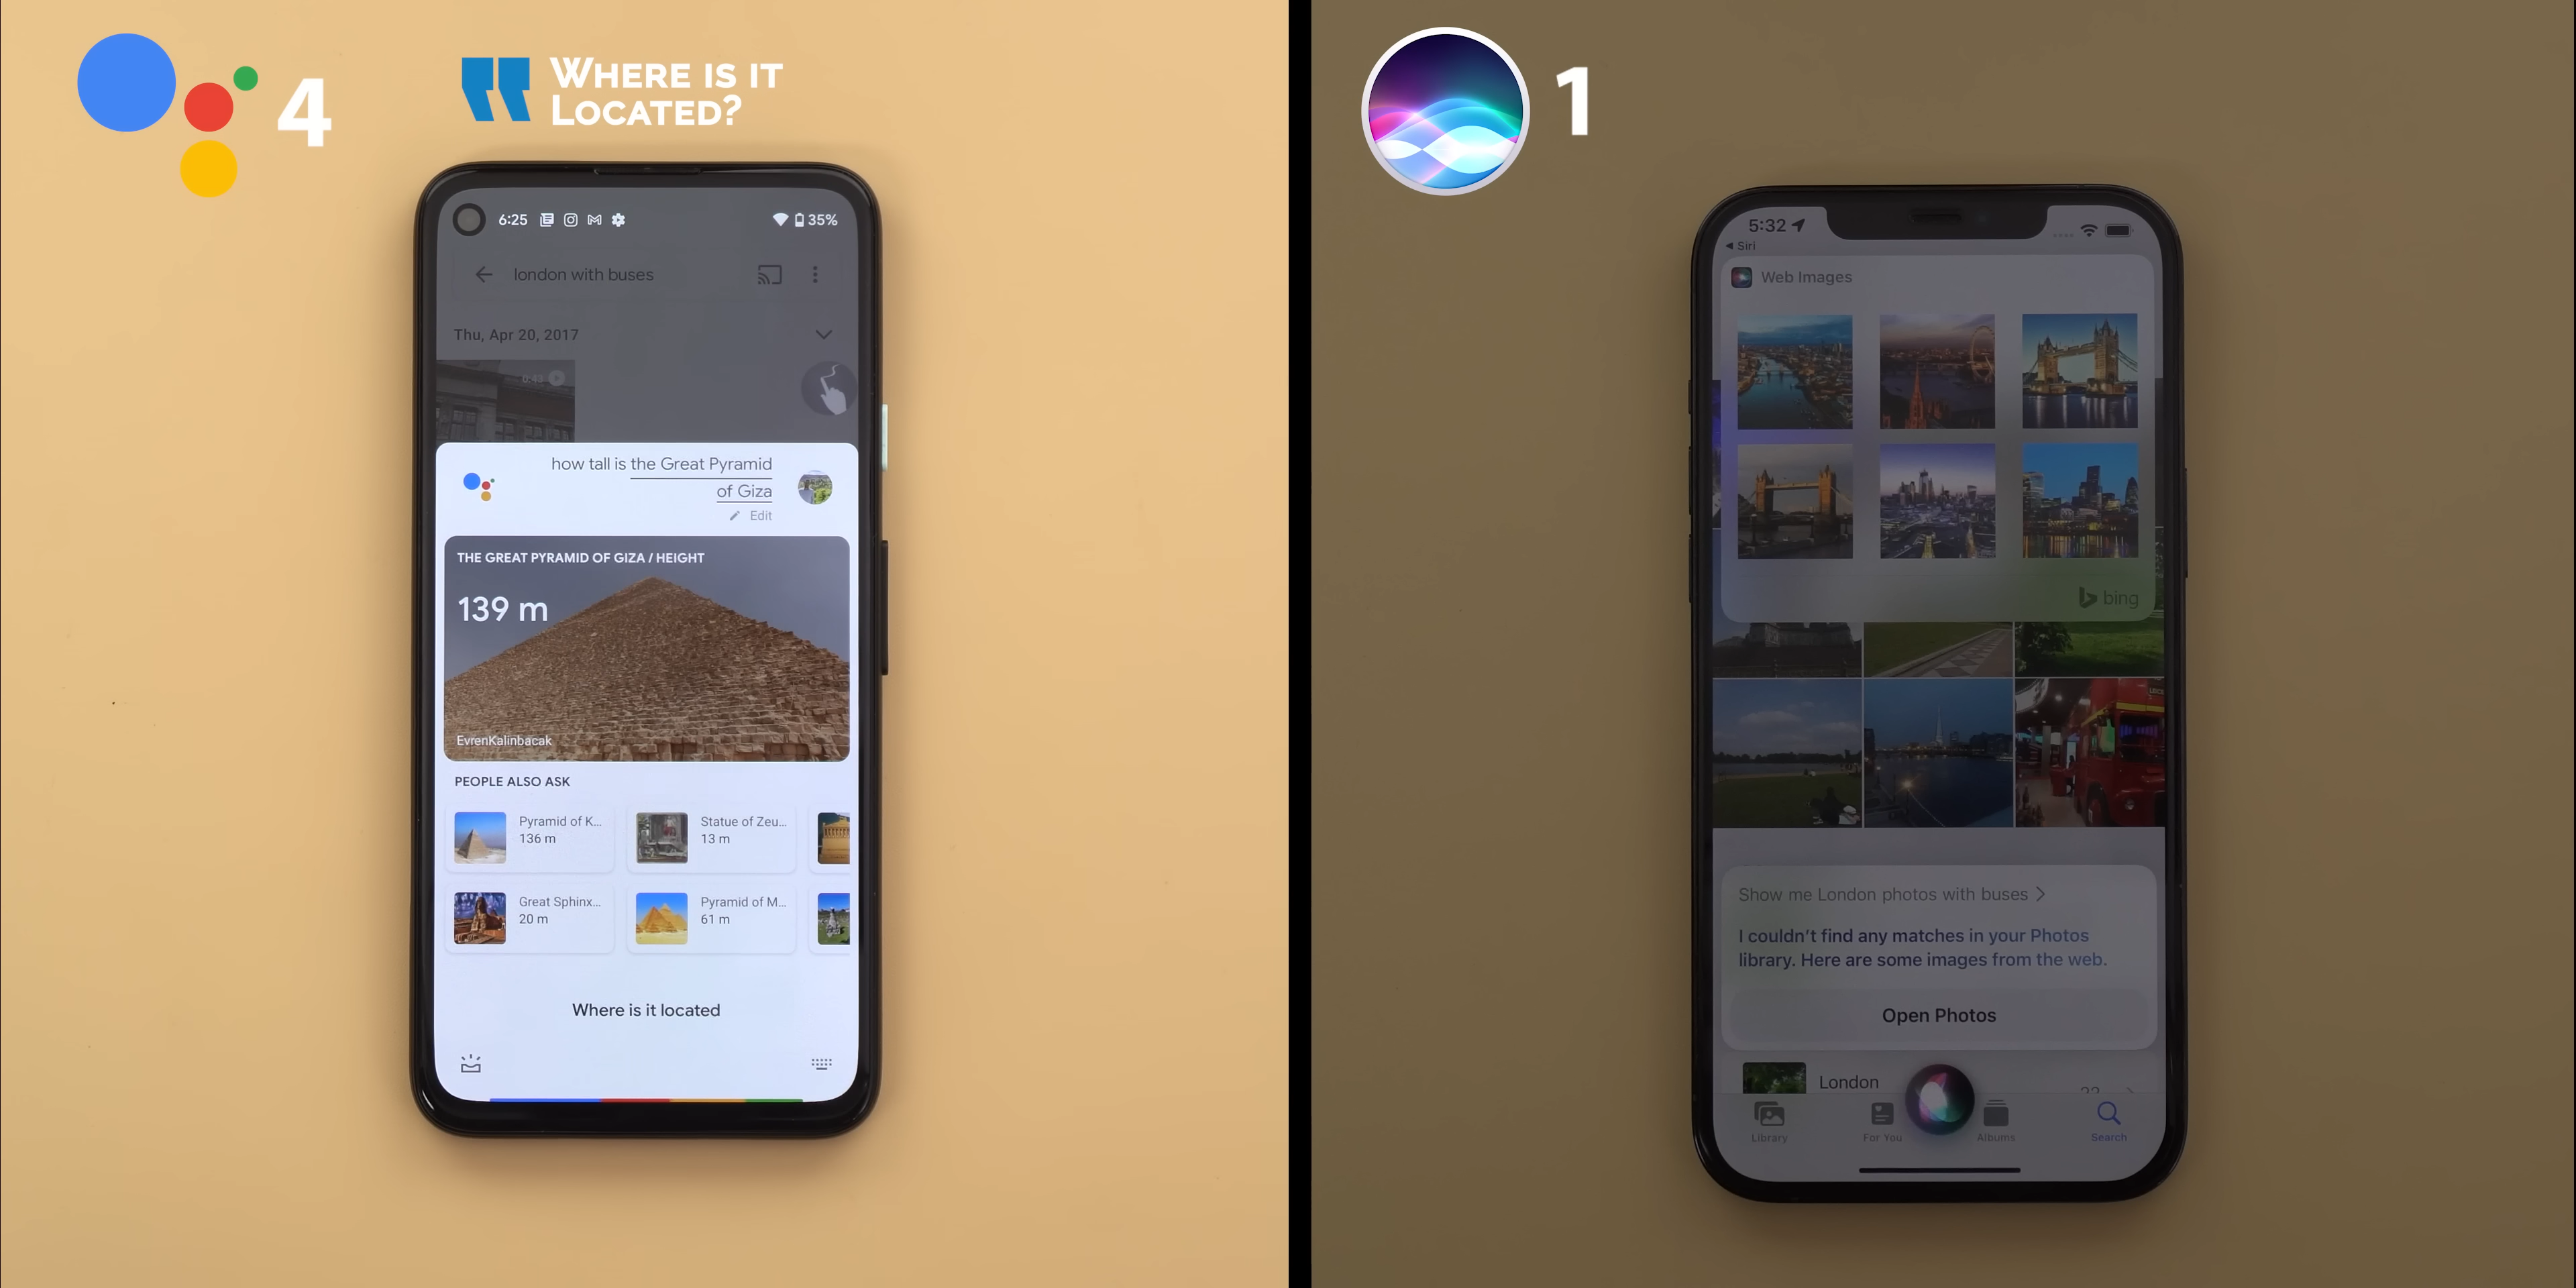 4
WHERE IS IT
LOCATED?
6:25
35%
london with buses
Thu, Apr 20, 2017
0:43
how tall is the Great Pyramid
of Giza
Edit
THE GREAT PYRAMID OF GIZA / HEIGHT
139 m
EvrenKalinbacak
PEOPLE ALSO ASK
Pyramid of K...
136 m
Statue of Zeu...
13 m
Great Sphinx...
20 m
Pyramid of M...
61 m
Where is it located
1
5:32
Siri
Web Images
bing
Show me London photos with buses
I couldn't find any matches in your Photos
library. Here are some images from the web.
Open Photos
London
Library
For You
Albums
Search